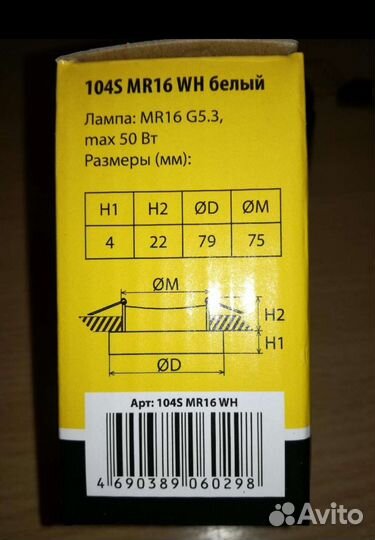 104S MR16 WH белый
Лампа: MR16 G5.3,
max 50 Вт
Размеры (мм):
H1 H2 ØD ØM
4 22 79 75
ØM
H2
H1
ØD
Арт: 104S MR16 WH
4 690389 060298
Avito